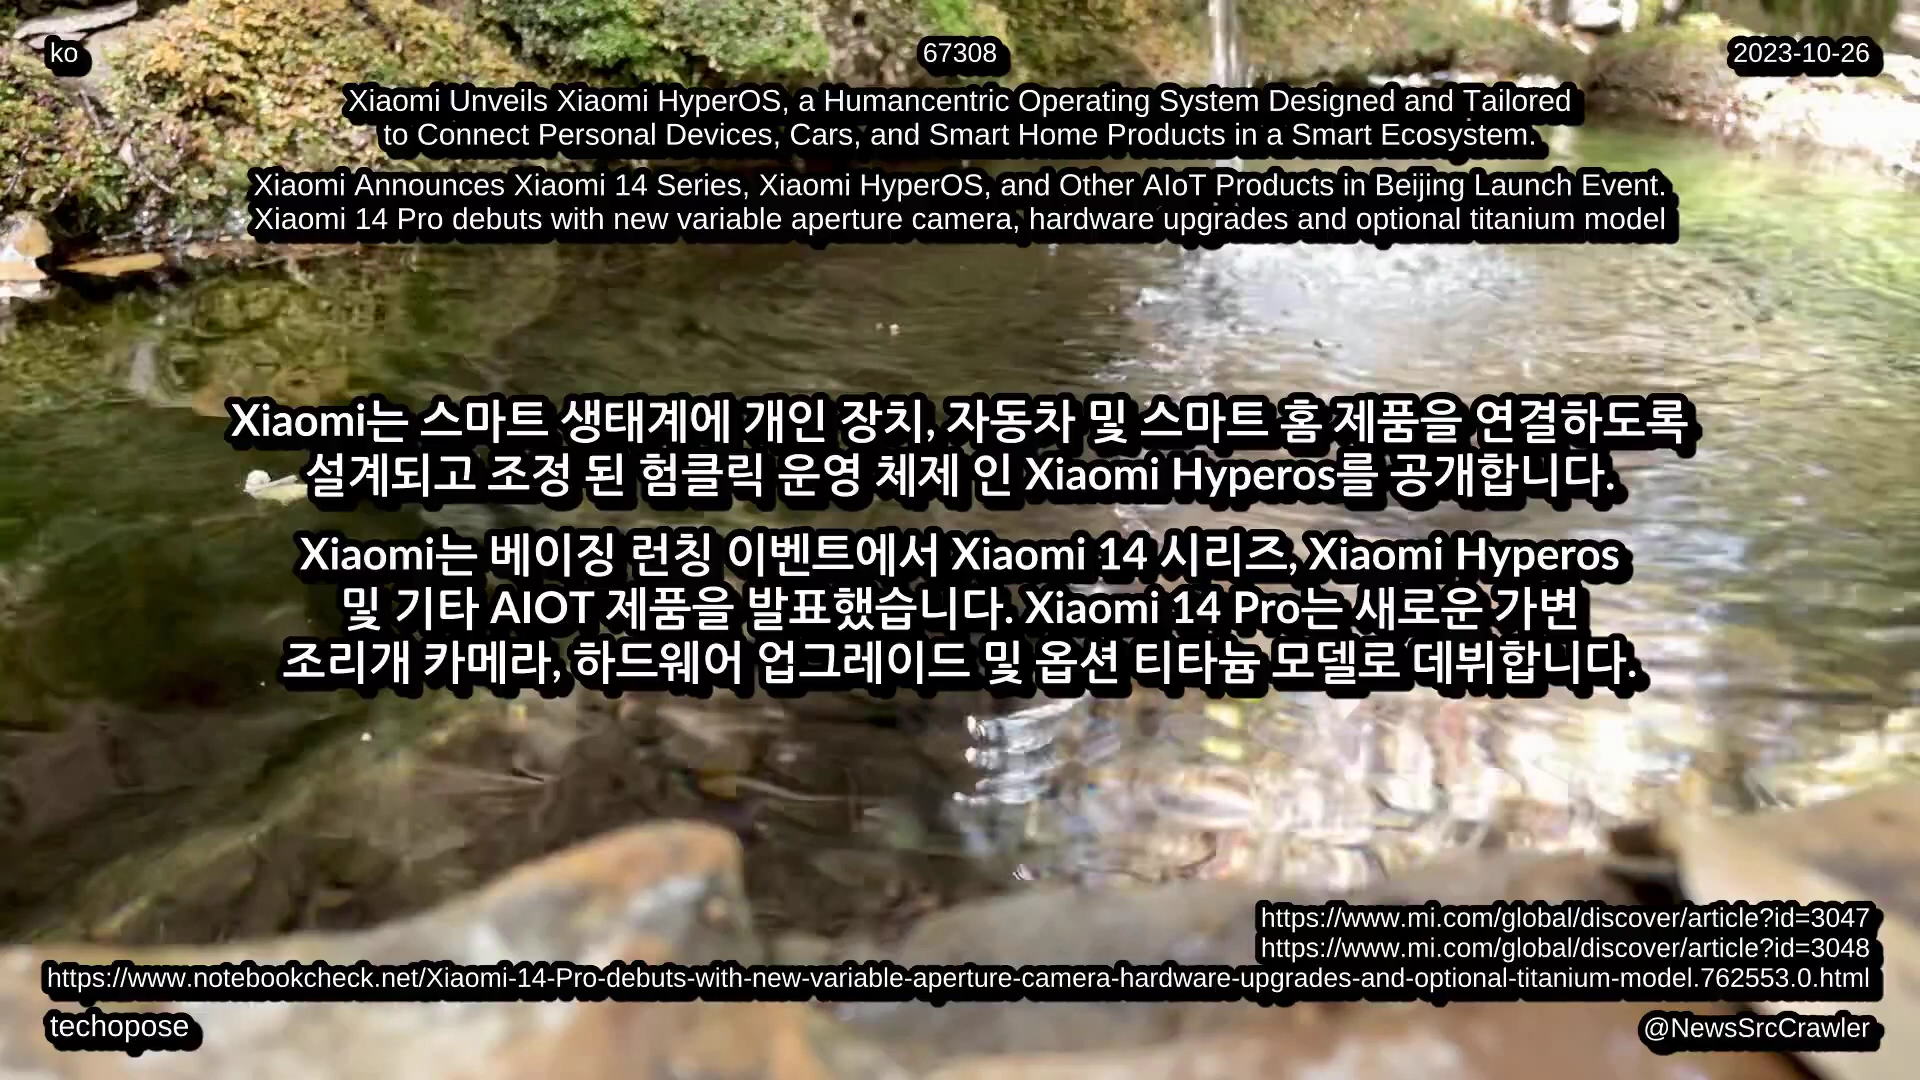 ko
67308
2023-10-26
Xiaomi Unveils Xiaomi HyperOS, a Humancentric Operating System Designed and Tailored
to Connect Personal Devices, Cars, and Smart Home Products in a Smart Ecosystem.
Xiaomi Announces Xiaomi 14 Series, Xiaomi HyperOS, and Other AIoT Products in Beijing Launch Event.
Xiaomi 14 Pro debuts with new variable aperture camera, hardware upgrades and optional titanium model
Xiaomi는 스마트 생태계에 개인 장치, 자동차 및 스마트 홈 제품을 연결하도록
설계되고 조정 된 험클릭 운영 체제 인 Xiaomi Hyperos를 공개합니다.
Xiaomi는 베이징 런칭 이벤트에서 Xiaomi 14 시리즈, Xiaomi Hyperos
및 기타 AIOT 제품을 발표했습니다. Xiaomi 14 Pro는 새로운 가변
조리개 카메라, 하드웨어 업그레이드 및 옵션 티타늄 모델로 데뷔합니다.
https://www.mi.com/global/discover/article?id=3047
https://www.mi.com/global/discover/article?id=3048
https://www.notebookcheck.net/Xiaomi-14-Pro-debuts-with-new-variable-aperture-camera-hardware-upgrades-and-optional-titanium-model.762553.0.html
techopose
@NewsSrcCrawler